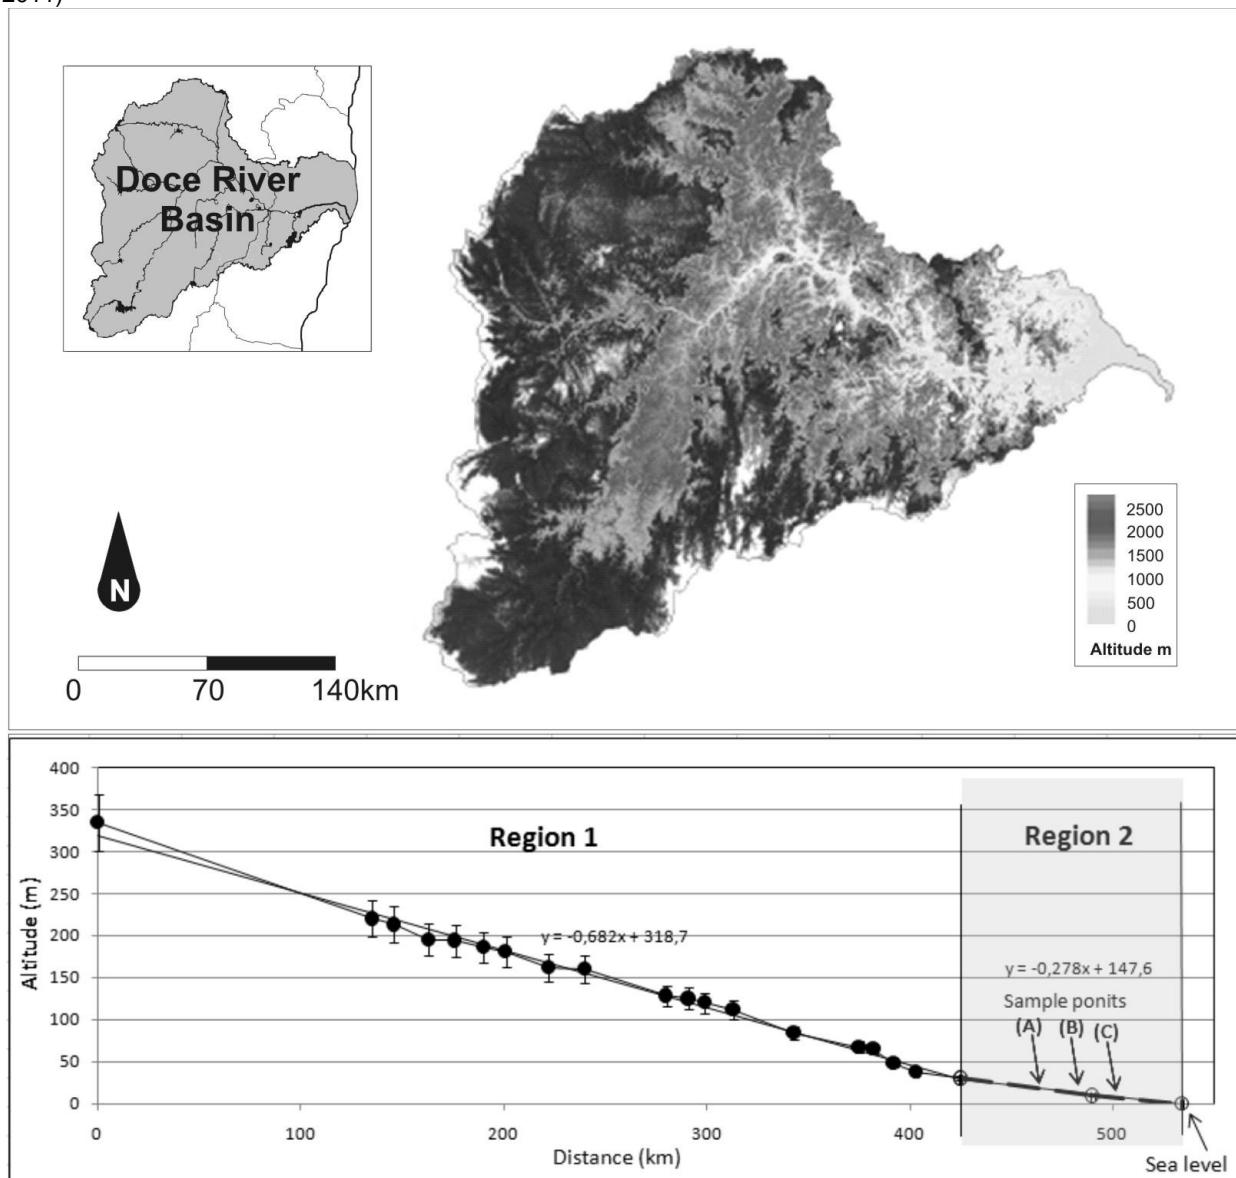 Doce River
Basin
N
0 70 140km
2500
2000
1500
1000
500
0
Altitude m
400
350
300
250
200
150
100
50
0
Altitude (m)
Region 1
Region 2
y = -0,682x + 318,7
y = -0,278x + 147,6
Sample ponits
(A) (B) (C)
0 100 200 300 400 500
Distance (km)
Sea level